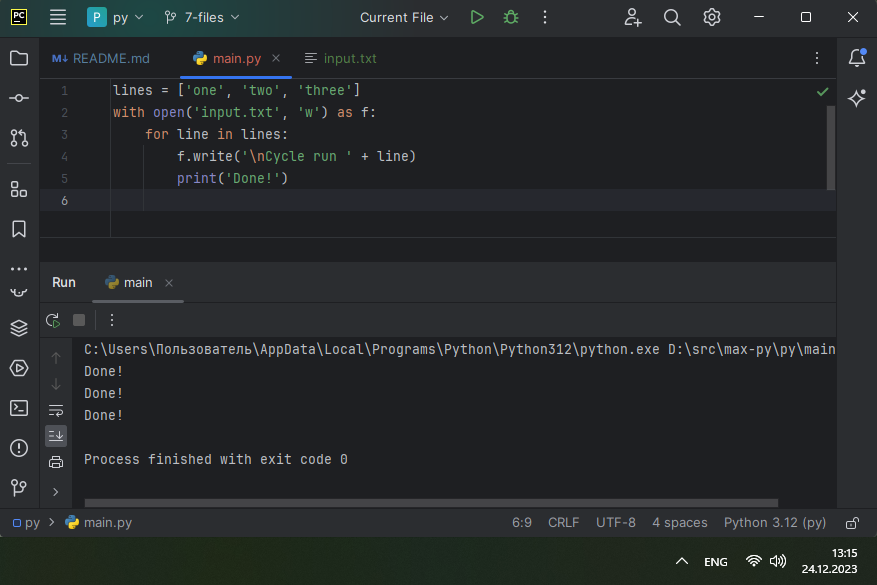 PC P py 7-files Current File
M↓ README.md main.py input.txt
1 lines = ['one', 'two', 'three']
2 with open('input.txt', 'w') as f:
3 for line in lines:
4 f.write('\nCycle run ' + line)
5 print('Done!')
6
Run main
C:\Users\Пользователь\AppData\Local\Programs\Python\Python312\python.exe D:\src\max-py\py\main
Done!
Done!
Done!
Process finished with exit code 0
py main.py 6:9 CRLF UTF-8 4 spaces Python 3.12 (py)
ENG 13:15
24.12.2023